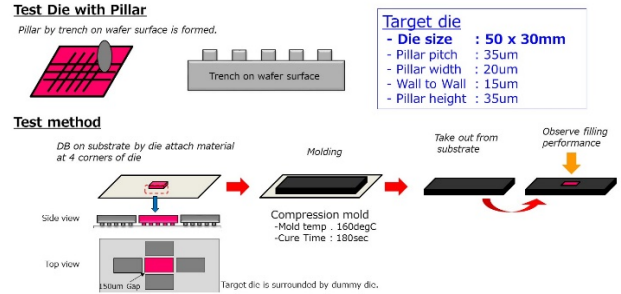 Test Die with Pillar
Pillar by trench on wafer surface is formed.
Trench on wafer surface
Target die
- Die size : 50 x 30mm
- Pillar pitch : 35um
- Pillar width : 20um
- Wall to Wall : 15um
- Pillar height : 35um
Test method
DB on substrate by die attach material
at 4 corners of die
Molding
Take out from
substrate
Observe filling
performance
Compression mold
-Mold temp . 160degC
-Cure Time : 180sec
Side view
Top view
150um Gap
Target die is surrounded by dummy die.